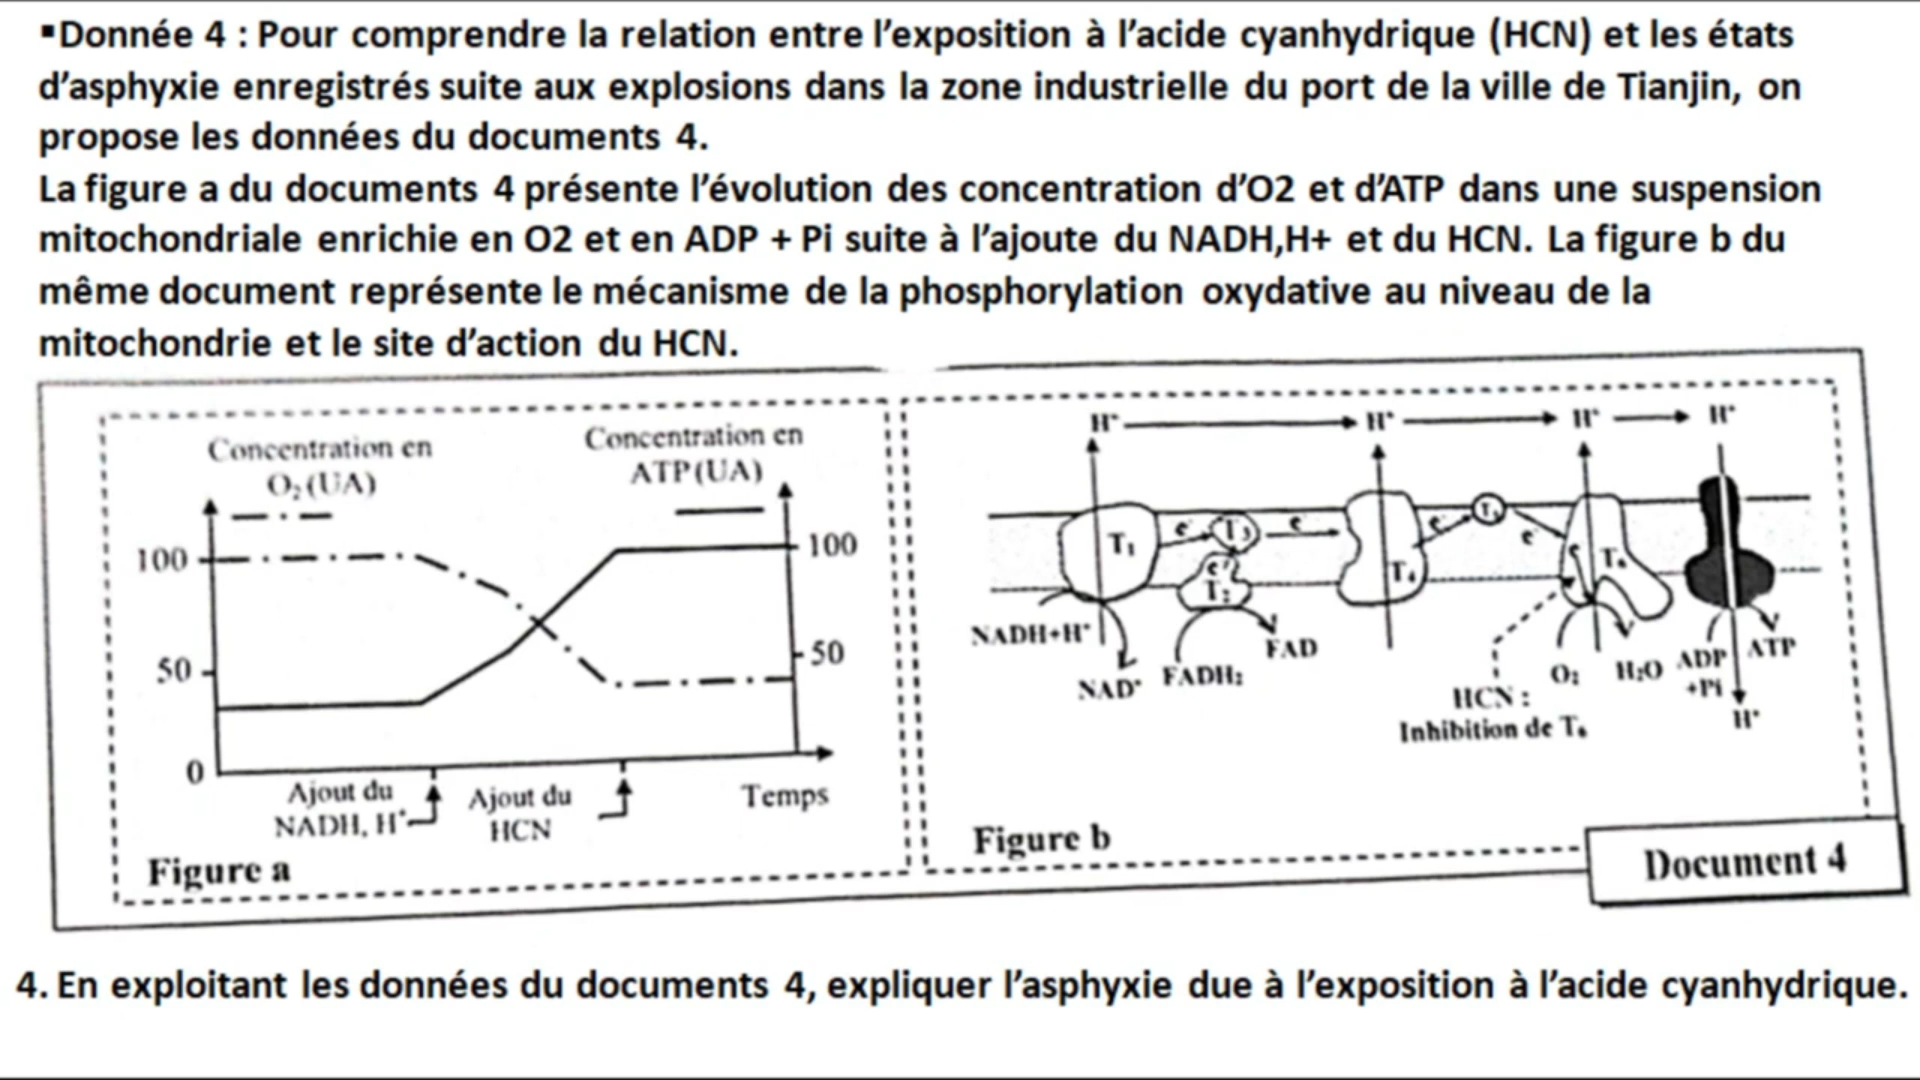 ▪Donnée 4 : Pour comprendre la relation entre l'exposition à l'acide cyanhydrique (HCN) et les états
d'asphyxie enregistrés suite aux explosions dans la zone industrielle du port de la ville de Tianjin, on
propose les données du documents 4.
La figure a du documents 4 présente l'évolution des concentration d'O2 et d'ATP dans une suspension
mitochondriale enrichie en O2 et en ADP + Pi suite à l'ajoute du NADH,H+ et du HCN. La figure b du
même document représente le mécanisme de la phosphorylation oxydative au niveau de la
mitochondrie et le site d'action du HCN.
Concentration en
O₂ (UA)
Concentration en
ATP (UA)
100
50
0
100
50
Ajout du
NADH, H⁺
Ajout du
HCN
Temps
Figure a
H⁺ H⁺ H⁺ H⁺
T₁ e⁻ T₃ e⁻ T₄ e⁻ e⁻ e⁻ T₆
e⁻ T₂
NADH+H⁺
NAD⁺
FADH₂
FAD
O₂
H₂O
ADP
+Pi
ATP
H⁺
HCN :
Inhibition de T₆
Figure b
Document 4
4. En exploitant les données du documents 4, expliquer l'asphyxie due à l'exposition à l'acide cyanhydrique.